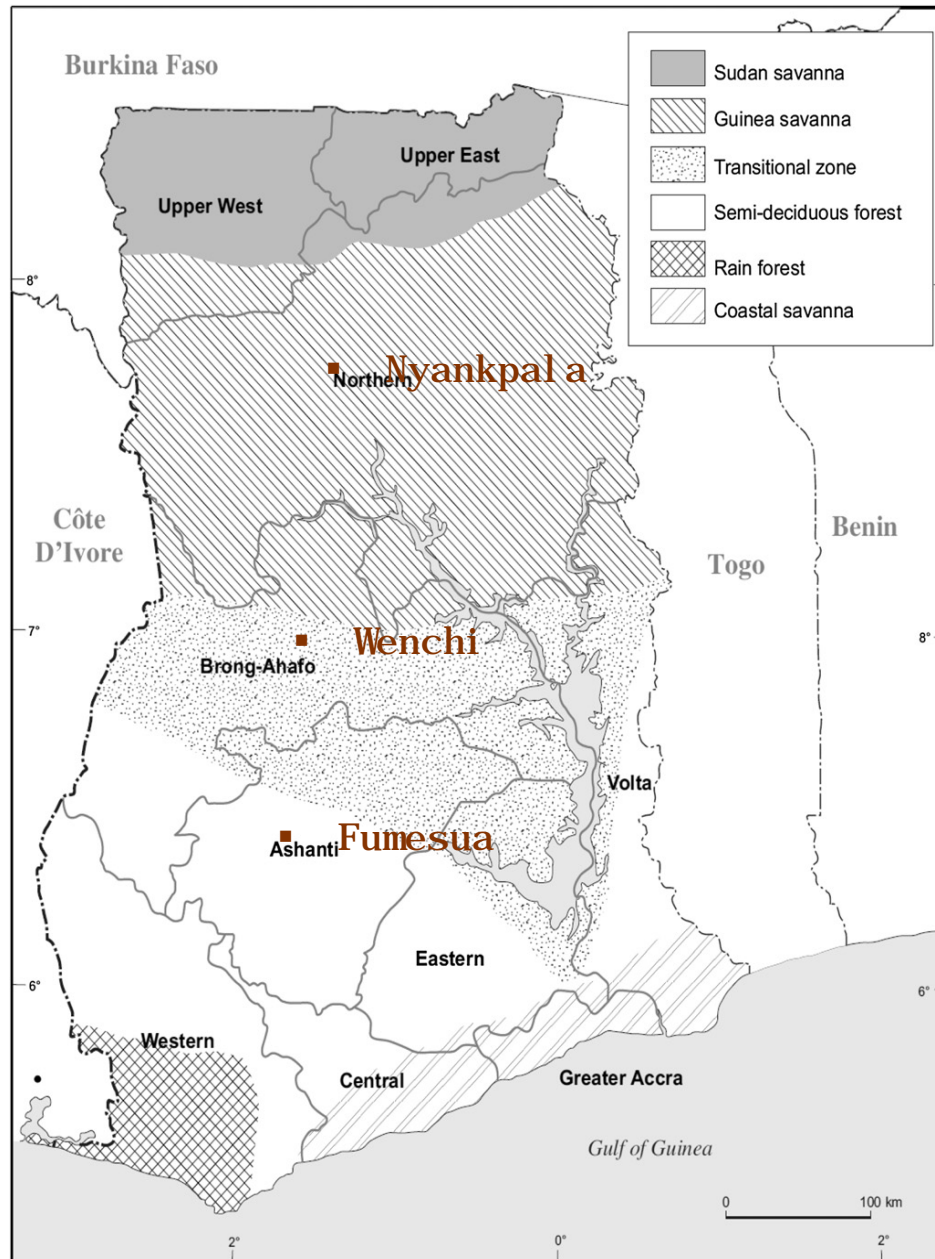 Burkina Faso
Sudan savanna
Guinea savanna
Transitional zone
Semi-deciduous forest
Rain forest
Coastal savanna
Upper East
Upper West
8°
Nyankpala
Northern
Côte
D'Ivore
Togo
Benin
7°
8°
Wenchi
Brong-Ahafo
Volta
Fumesua
Ashanti
Eastern
6°
6°
Western
Central
Greater Accra
Gulf of Guinea
0 100 km
2° 0° 2°